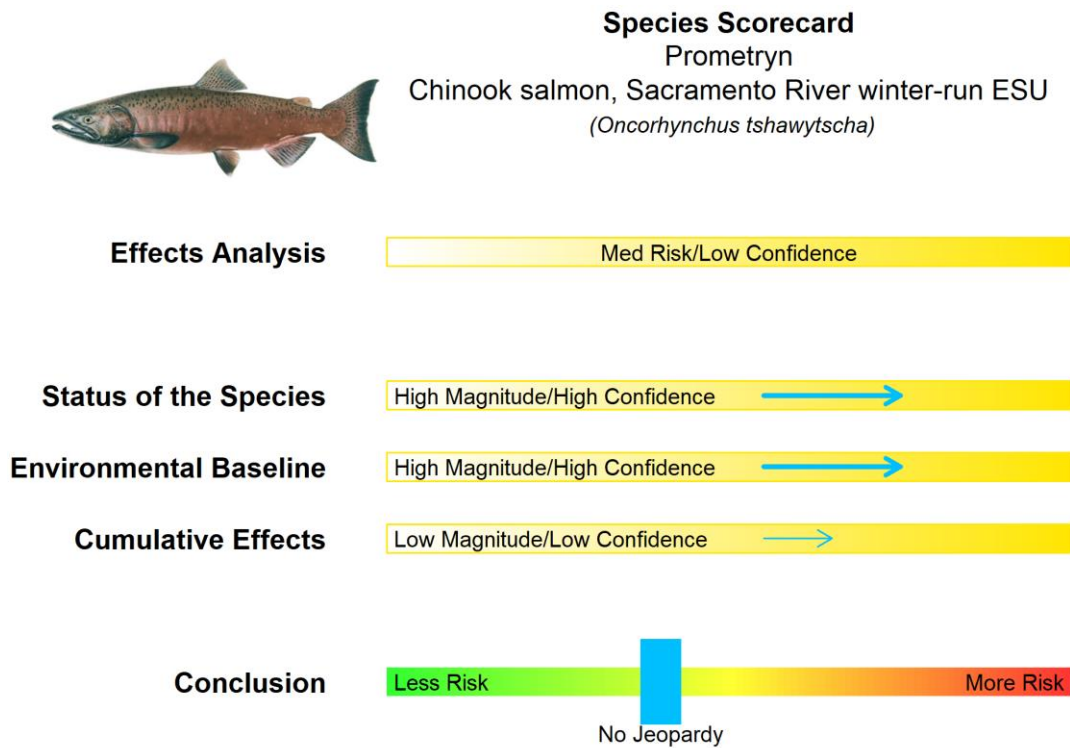 Species Scorecard
Prometryn
Chinook salmon, Sacramento River winter-run ESU
(Oncorhynchus tshawytscha)
Effects Analysis
Med Risk/Low Confidence
Status of the Species
High Magnitude/High Confidence
Environmental Baseline
High Magnitude/High Confidence
Cumulative Effects
Low Magnitude/Low Confidence
Conclusion
Less Risk
More Risk
No Jeopardy